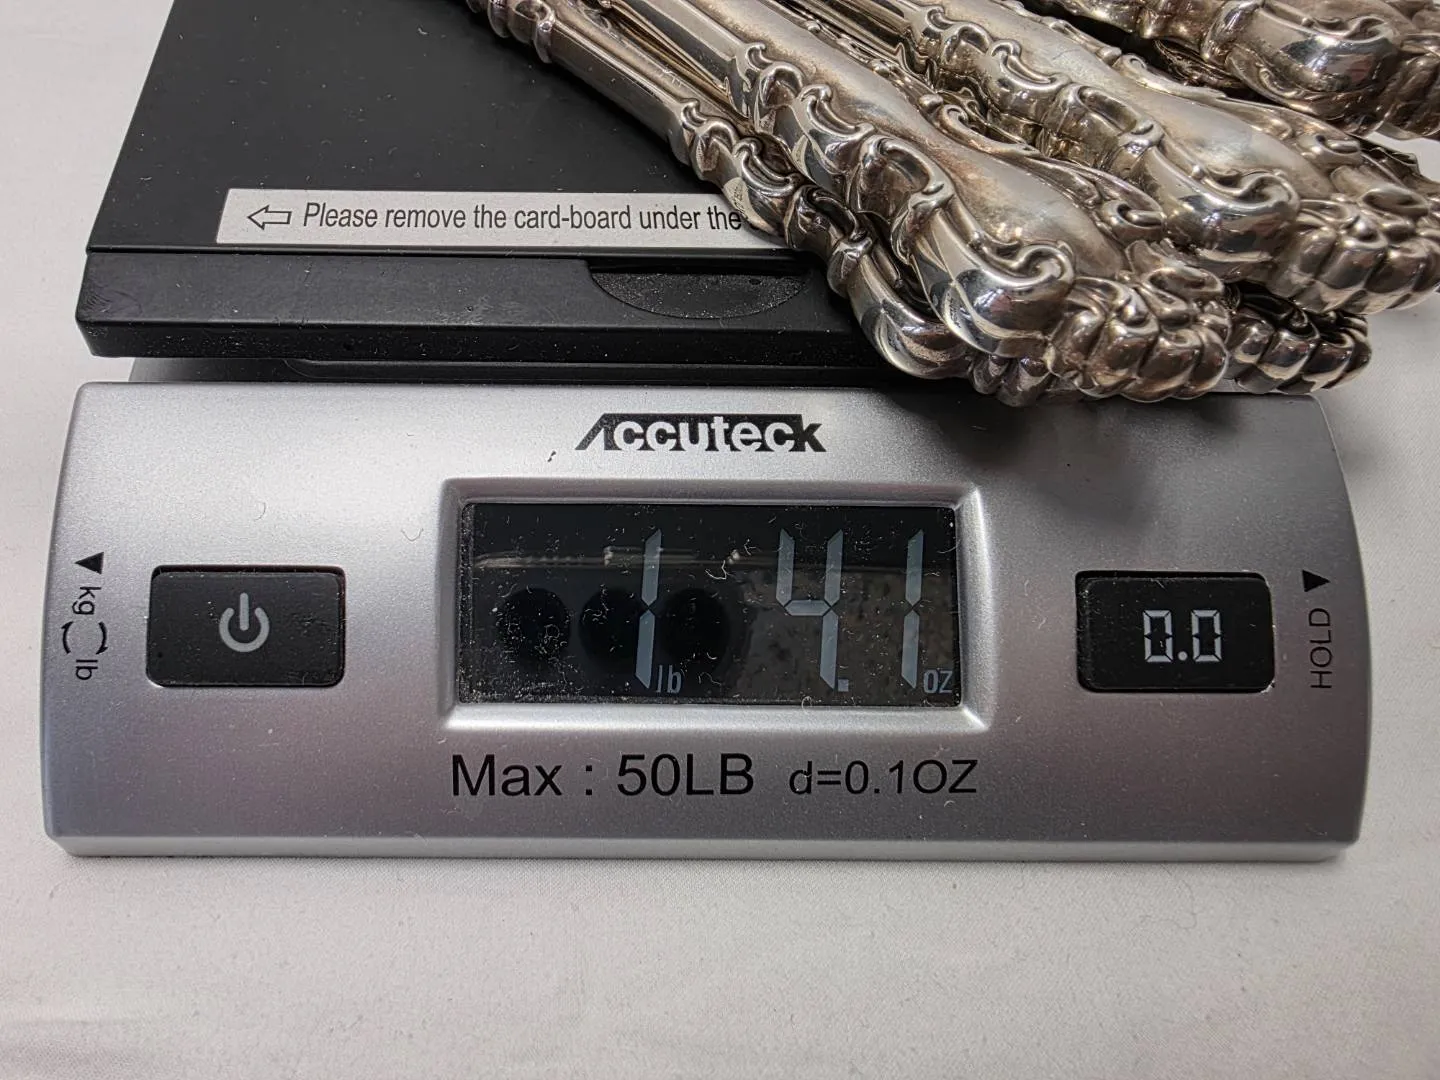 Please remove the card-board under the
Accuteck
kg lb
1 lb 4.1 oz
0.0
HOLD
Max : 50LB d=0.1OZ